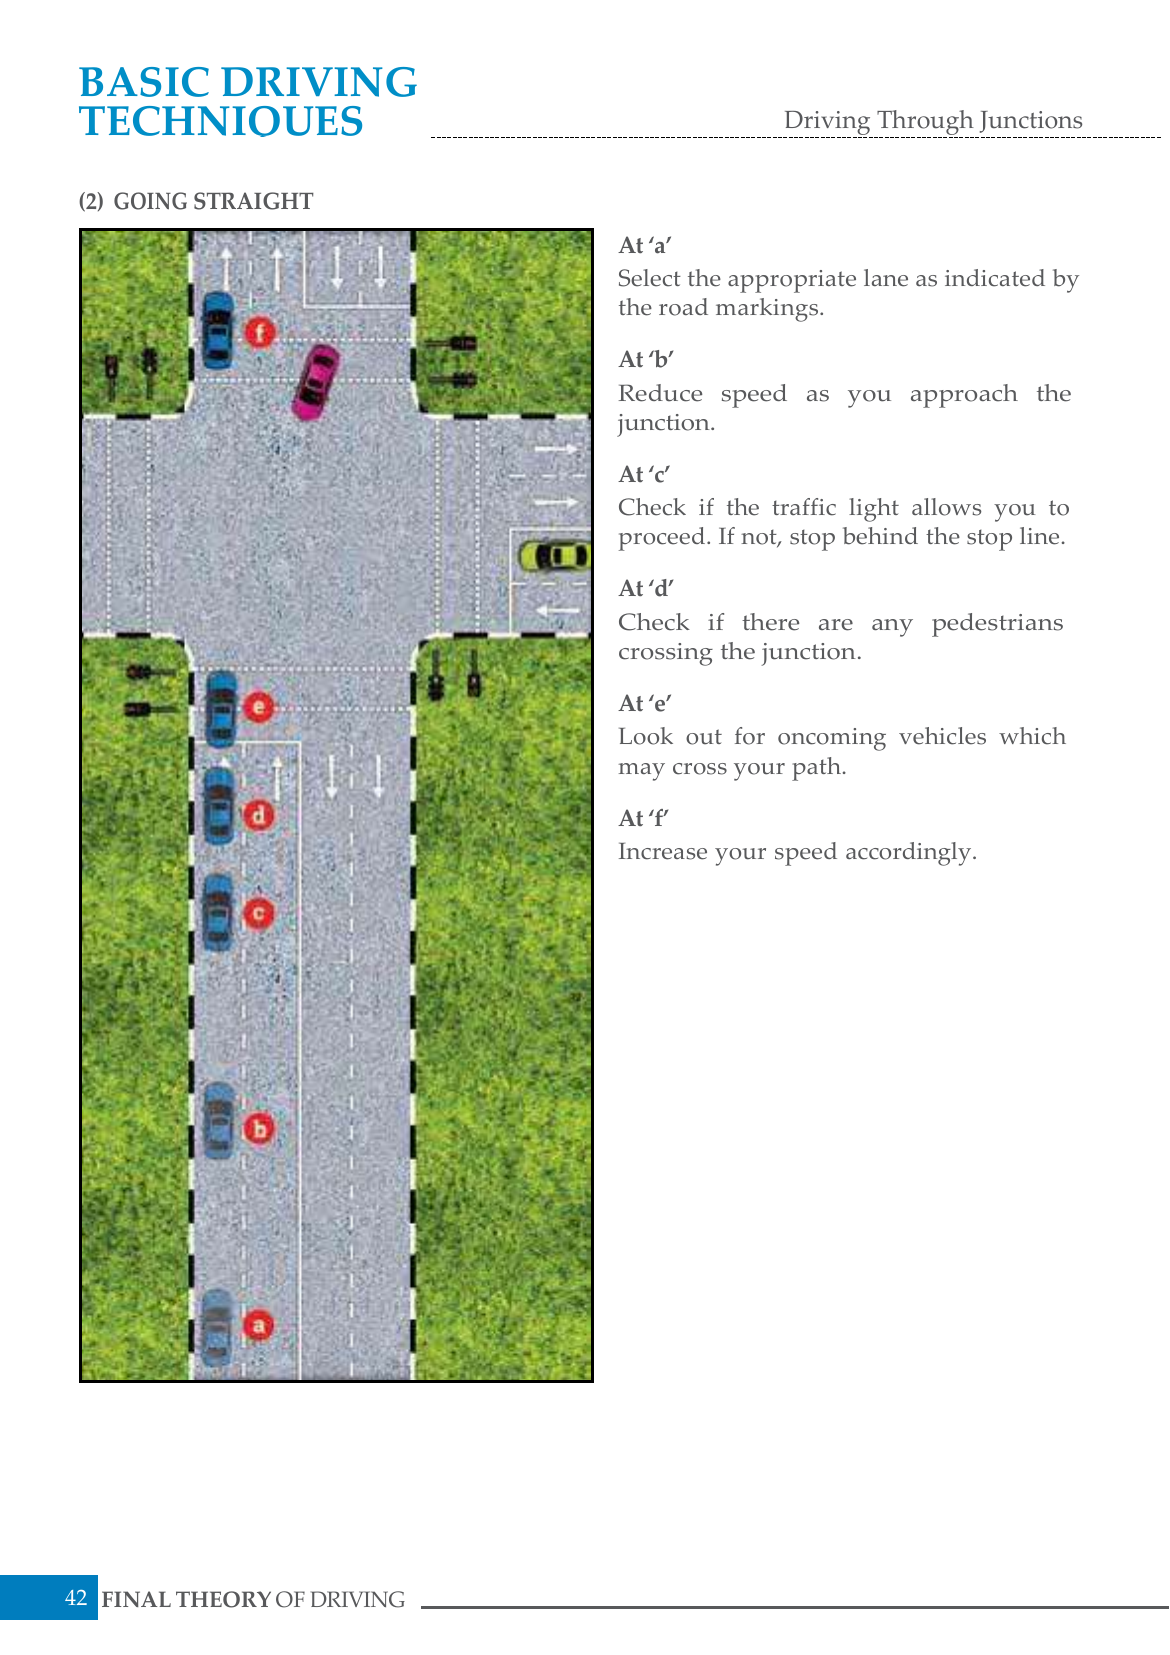 BASIC DRIVING
TECHNIQUES
Driving Through Junctions
(2) GOING STRAIGHT
f
e
d
c
b
a
At ‘a’
Select the appropriate lane as indicated by
the road markings.
At ‘b’
Reduce speed as you approach the
junction.
At ‘c’
Check if the traffic light allows you to
proceed. If not, stop behind the stop line.
At ‘d’
Check if there are any pedestrians
crossing the junction.
At ‘e’
Look out for oncoming vehicles which
may cross your path.
At ‘f’
Increase your speed accordingly.
42 FINAL THEORY OF DRIVING